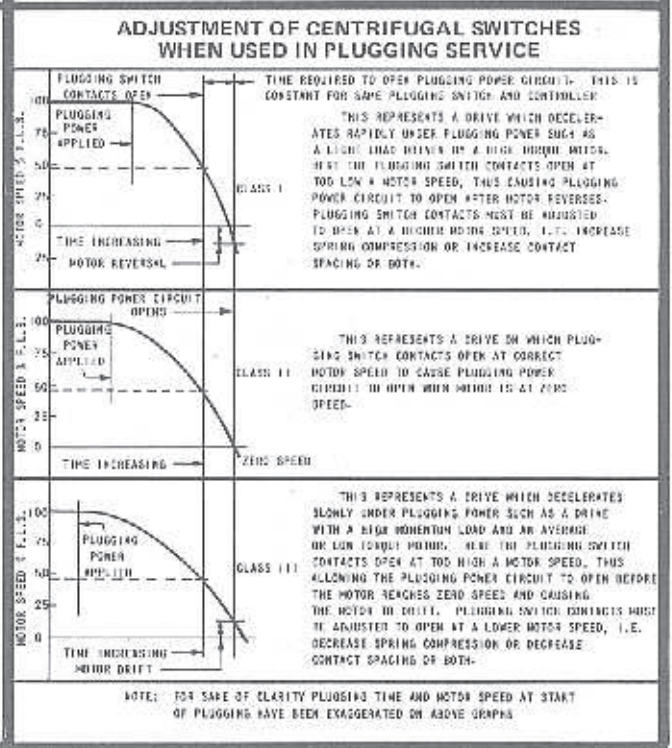 ADJUSTMENT OF CENTRIFUGAL SWITCHES
WHEN USED IN PLUGGING SERVICE
PLUGGING SWITCH
CONTACTS OPEN
TIME REQUIRED TO OPEN PLUGGING POWER CIRCUIT. THIS IS
CONSTANT FOR SAME PLUGGING SWITCH AND CONTROLLER
MOTOR SPEED % F.L.S.
100
75
50
25
0
25
PLUGGING
POWER
APPLIED
CLASS I
TIME INCREASING
MOTOR REVERSAL
THIS REPRESENTS A DRIVE WHICH DECELER-
ATES RAPIDLY UNDER PLUGGING POWER SUCH AS
A LIGHT LOAD DRIVEN BY A HIGH TORQUE MOTOR.
HERE THE PLUGGING SWITCH CONTACTS OPEN AT
TOO LOW A MOTOR SPEED, THUS CAUSING PLUGGING
POWER CIRCUIT TO OPEN AFTER MOTOR REVERSES.
PLUGGING SWITCH CONTACTS MUST BE ADJUSTED
TO OPEN AT A HIGHER MOTOR SPEED, I.E. INCREASE
SPRING COMPRESSION OR INCREASE CONTACT
SPACING OR BOTH.
PLUGGING POWER CIRCUIT
OPENS
MOTOR SPEED % F.L.S.
100
75
50
25
0
PLUGGING
POWER
APPLIED
CLASS II
TIME INCREASING
ZERO SPEED
THIS REPRESENTS A DRIVE ON WHICH PLUG-
GING SWITCH CONTACTS OPEN AT CORRECT
MOTOR SPEED TO CAUSE PLUGGING POWER
CIRCUIT TO OPEN WHEN MOTOR IS AT ZERO
SPEED.
MOTOR SPEED % F.L.S.
100
75
50
25
0
PLUGGING
POWER
APPLIED
CLASS III
TIME INCREASING
MOTOR DRIFT
THIS REPRESENTS A DRIVE WHICH DECELERATES
SLOWLY UNDER PLUGGING POWER SUCH AS A DRIVE
WITH A HIGH MOMENTUM LOAD AND AN AVERAGE
OR LOW TORQUE MOTOR. HERE THE PLUGGING SWITCH
CONTACTS OPEN AT TOO HIGH A MOTOR SPEED, THUS
ALLOWING THE PLUGGING POWER CIRCUIT TO OPEN BEFORE
THE MOTOR REACHES ZERO SPEED AND CAUSING
THE MOTOR TO DRIFT. PLUGGING SWITCH CONTACTS MUST
BE ADJUSTED TO OPEN AT A LOWER MOTOR SPEED, I.E.
DECREASE SPRING COMPRESSION OR DECREASE
CONTACT SPACING OR BOTH.
NOTE: FOR SAKE OF CLARITY PLUGGING TIME AND MOTOR SPEED AT START
OF PLUGGING HAVE BEEN EXAGGERATED ON ABOVE GRAPHS